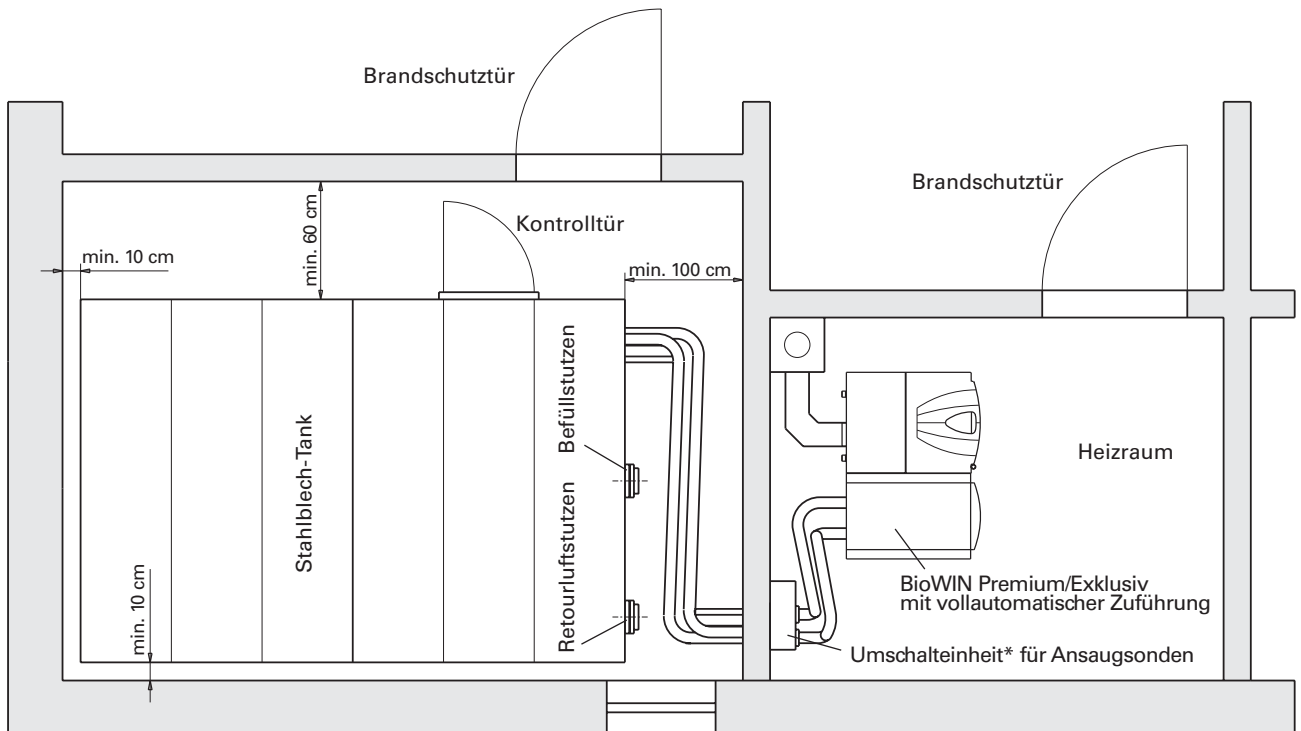 Brandschutztür
Brandschutztür
Kontrolltür
min. 60 cm
min. 10 cm
min. 100 cm
Stahlblech-Tank
Befüllstutzen
Retourluftstutzen
min. 10 cm
Heizraum
BioWIN Premium/Exklusiv
mit vollautomatischer Zuführung
Umschalteinheit* für Ansaugsonden